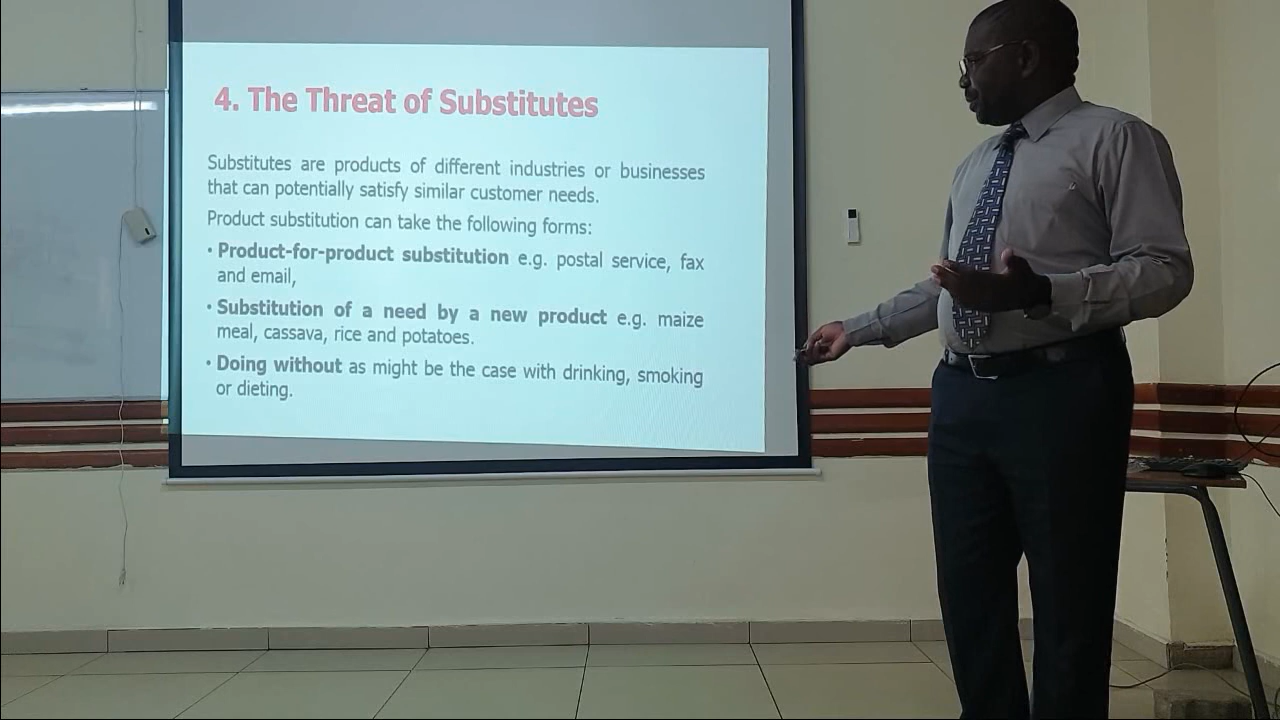 4. The Threat of Substitutes
Substitutes are products of different industries or businesses
that can potentially satisfy similar customer needs.
Product substitution can take the following forms:
• Product-for-product substitution e.g. postal service, fax
and email,
• Substitution of a need by a new product e.g. maize
meal, cassava, rice and potatoes.
• Doing without as might be the case with drinking, smoking
or dieting.